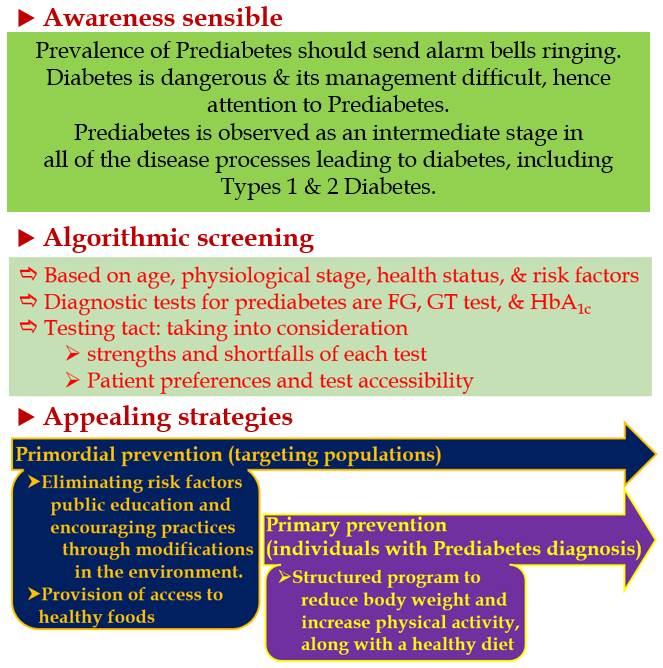 ▶ Awareness sensible
Prevalence of Prediabetes should send alarm bells ringing.
Diabetes is dangerous & its management difficult, hence
attention to Prediabetes.
Prediabetes is observed as an intermediate stage in
all of the disease processes leading to diabetes, including
Types 1 & 2 Diabetes.
▶ Algorithmic screening
⇨ Based on age, physiological stage, health status, & risk factors
⇨ Diagnostic tests for prediabetes are FG, GT test, & HbA1c
⇨ Testing tact: taking into consideration
➢ strengths and shortfalls of each test
➢ Patient preferences and test accessibility
▶ Appealing strategies
Primordial prevention (targeting populations)
➢Eliminating risk factors
public education and
encouraging practices
through modifications
in the environment.
➢Provision of access to
healthy foods
Primary prevention
(individuals with Prediabetes diagnosis)
➢Structured program to
reduce body weight and
increase physical activity,
along with a healthy diet